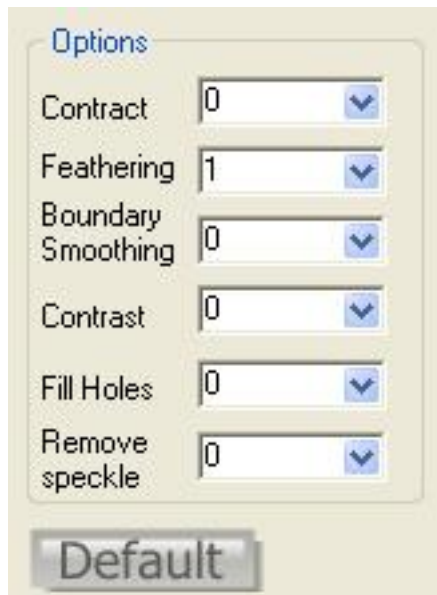 Options
Contract 0
Feathering 1
Boundary
Smoothing 0
Contrast 0
Fill Holes 0
Remove
speckle 0
Default